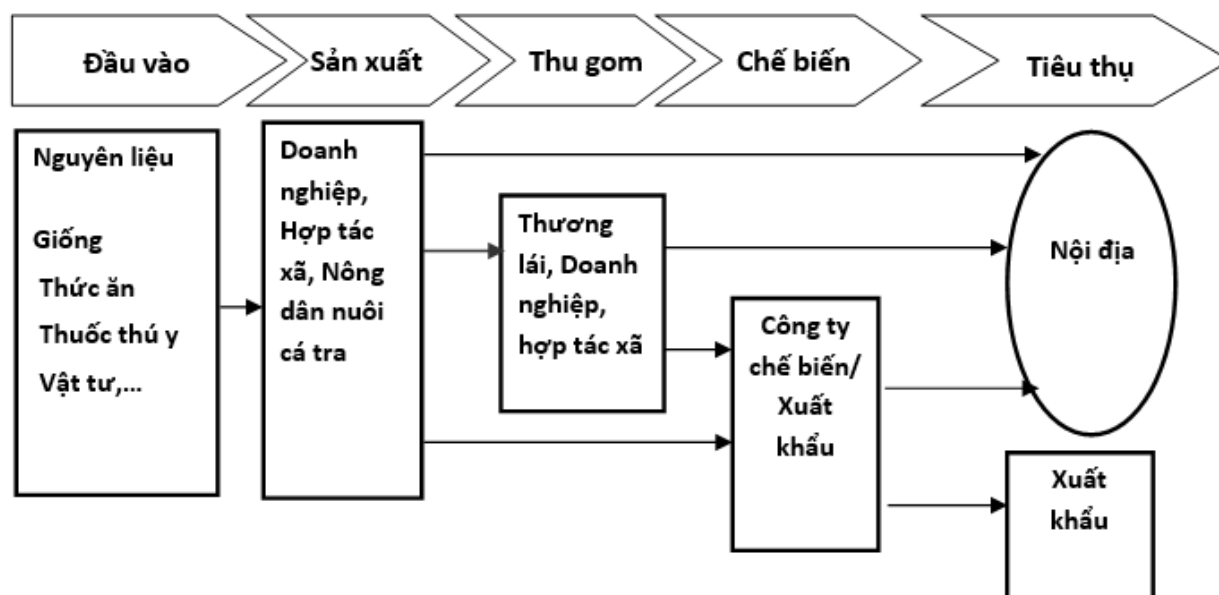 Đầu vào
Sản xuất
Thu gom
Chế biến
Tiêu thụ
Nguyên liệu
Giống
Thức ăn
Thuốc thú y
Vật tư,...
Doanh
nghiệp,
Hợp tác
xã, Nông
dân nuôi
cá tra
Thương
lái, Doanh
nghiệp,
hợp tác xã
Công ty
chế biến/
Xuất
khẩu
Nội địa
Xuất
khẩu